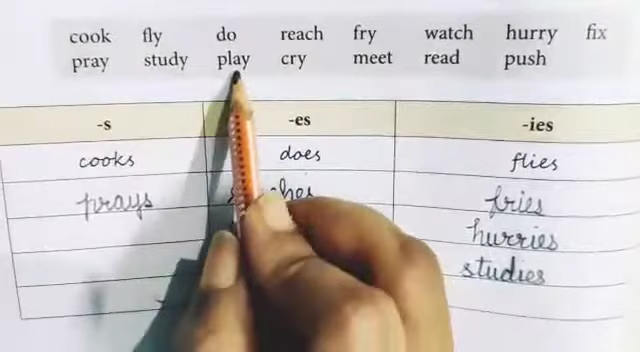 cook fly do reach fry watch hurry fix
pray study play cry meet read push
-s -es -ies
cooks does flies
prays fries
hurries
studies